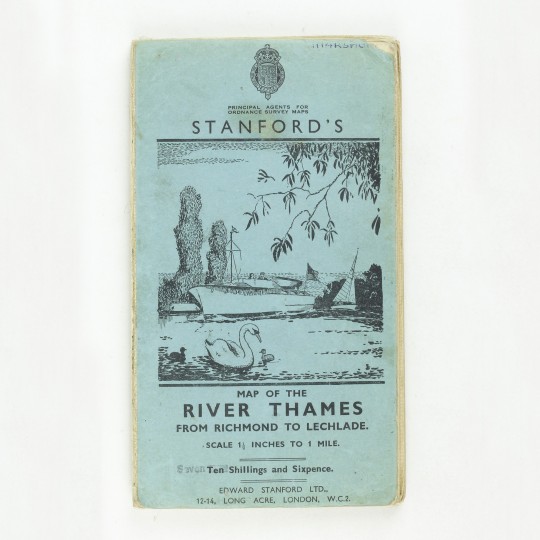 PRINCIPAL AGENTS FOR
ORDNANCE SURVEY MAPS
STANFORD'S
MAP OF THE
RIVER THAMES
FROM RICHMOND TO LECHLADE.
SCALE 1½ INCHES TO 1 MILE.
Ten Shillings and Sixpence.
EDWARD STANFORD LTD.,
12-14, LONG ACRE, LONDON, W.C.2.